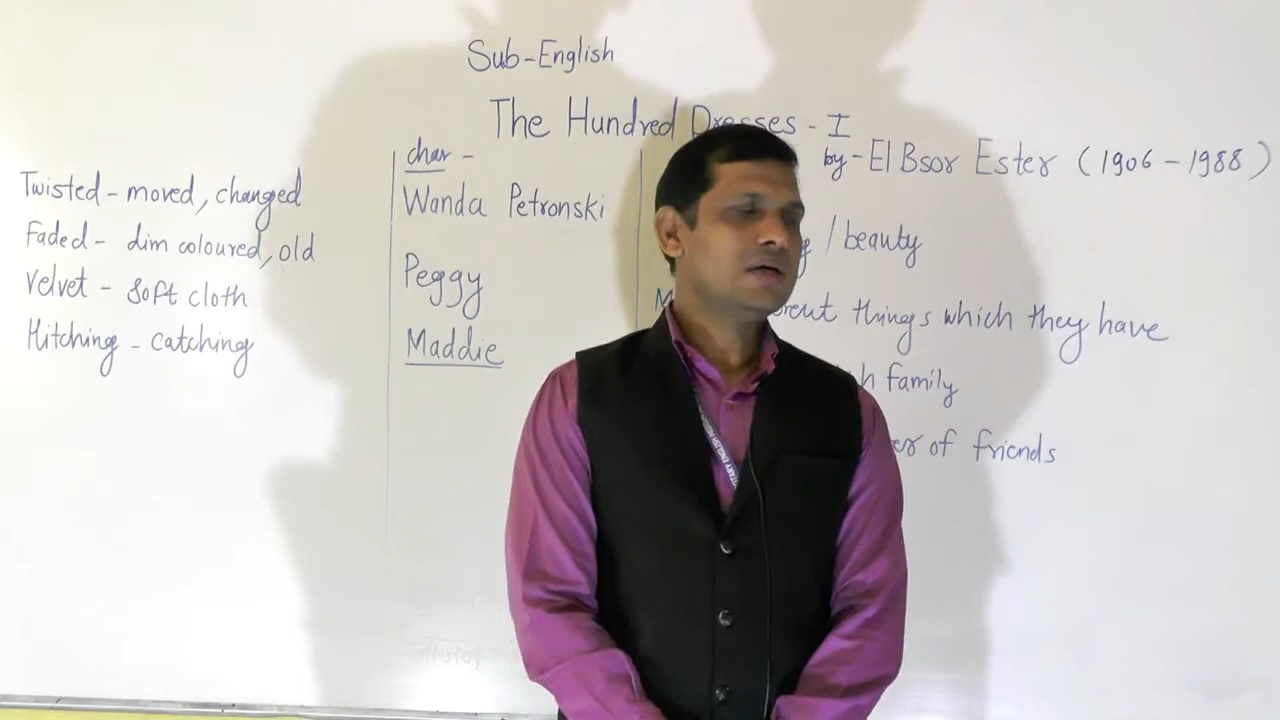 Sub-English
The Hundred Dresses - I
by - El Bsor Ester (1906 - 1988)
Twisted - moved, changed
Faded - dim coloured, old
Velvet - soft cloth
Hitching - catching
char -
Wanda Petronski
Peggy
Maddie
/ beauty
things which they have
family
of friends
ENGLISH